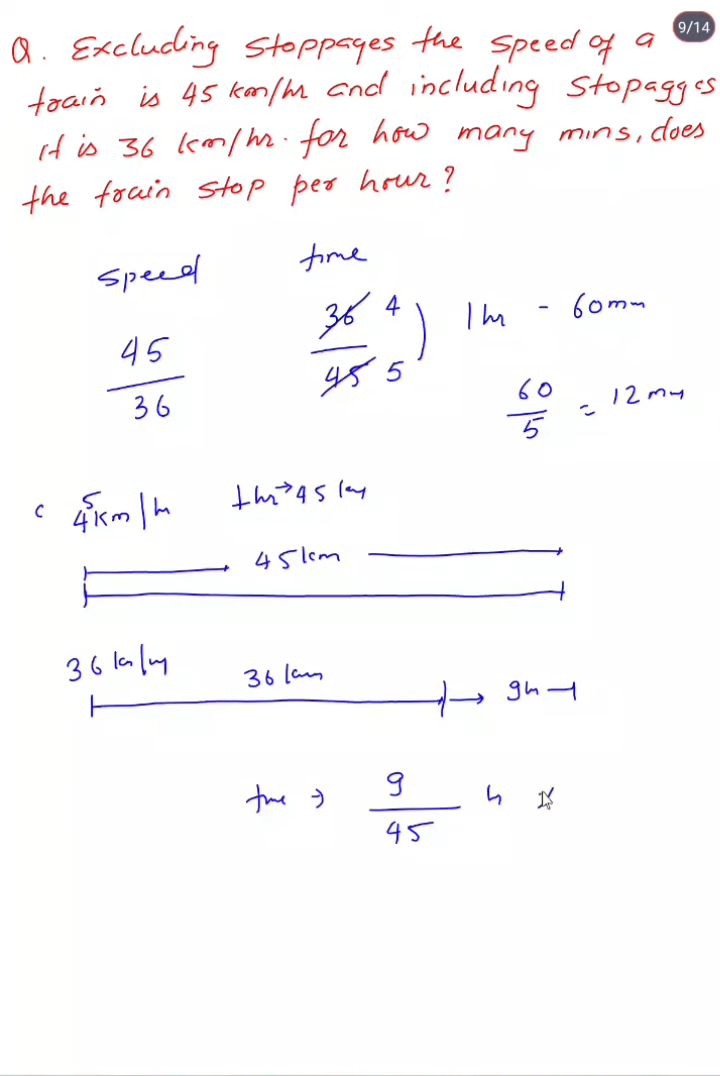 9/14
Q. Excluding stoppages the speed of a
train is 45 km/hr and including stopagges
it is 36 km/hr. for how many mins, does
the train stop per hour?
speed time
45 36 4 1 hr - 60 min
36 45 5
60 = 12 min
5
5
4 km/h 1 hr → 45 km
45 km
36 km/hr 36 km → 9
time → 9 h
45